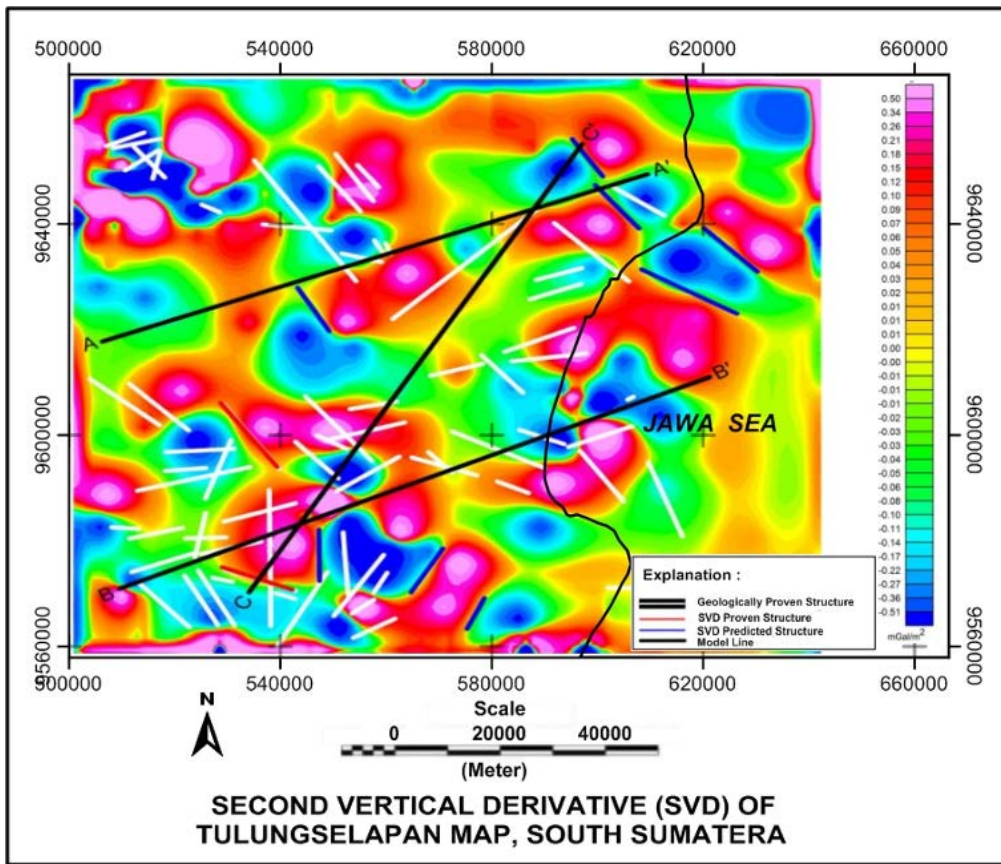 500000 540000 580000 620000 660000
9640000
9600000
9560000
9640000
9600000
9560000
0.50
0.34
0.26
0.21
0.18
0.15
0.12
0.10
0.09
0.07
0.06
0.05
0.04
0.03
0.02
0.01
0.01
0.00
-0.00
-0.01
-0.01
-0.02
-0.03
-0.03
-0.04
-0.05
-0.06
-0.08
-0.10
-0.11
-0.14
-0.17
-0.22
-0.27
-0.36
-0.51
mGal/m²
C'
A'
A
B'
JAWA SEA
B
C
Explanation :
Geologically Proven Structure
SVD Proven Structure
SVD Predicted Structure
Model Line
500000 540000 580000 620000 660000
N
Scale
0 20000 40000
(Meter)
SECOND VERTICAL DERIVATIVE (SVD) OF
TULUNGSELAPAN MAP, SOUTH SUMATERA